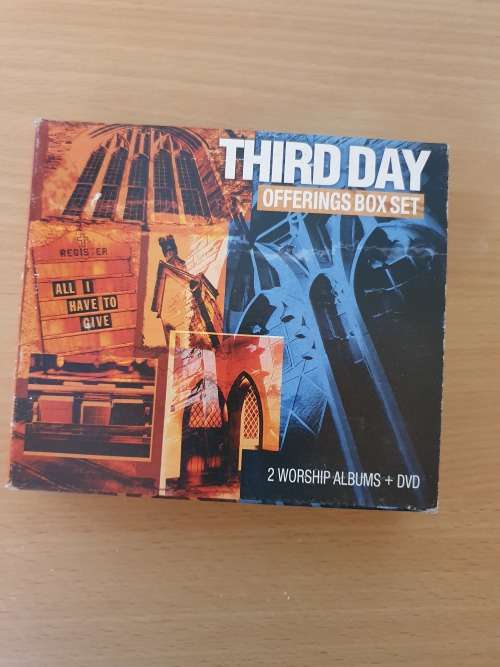 THIRD DAY
OFFERINGS BOX SET
REGISTER
ALL I
HAVE TO
GIVE
2 WORSHIP ALBUMS + DVD